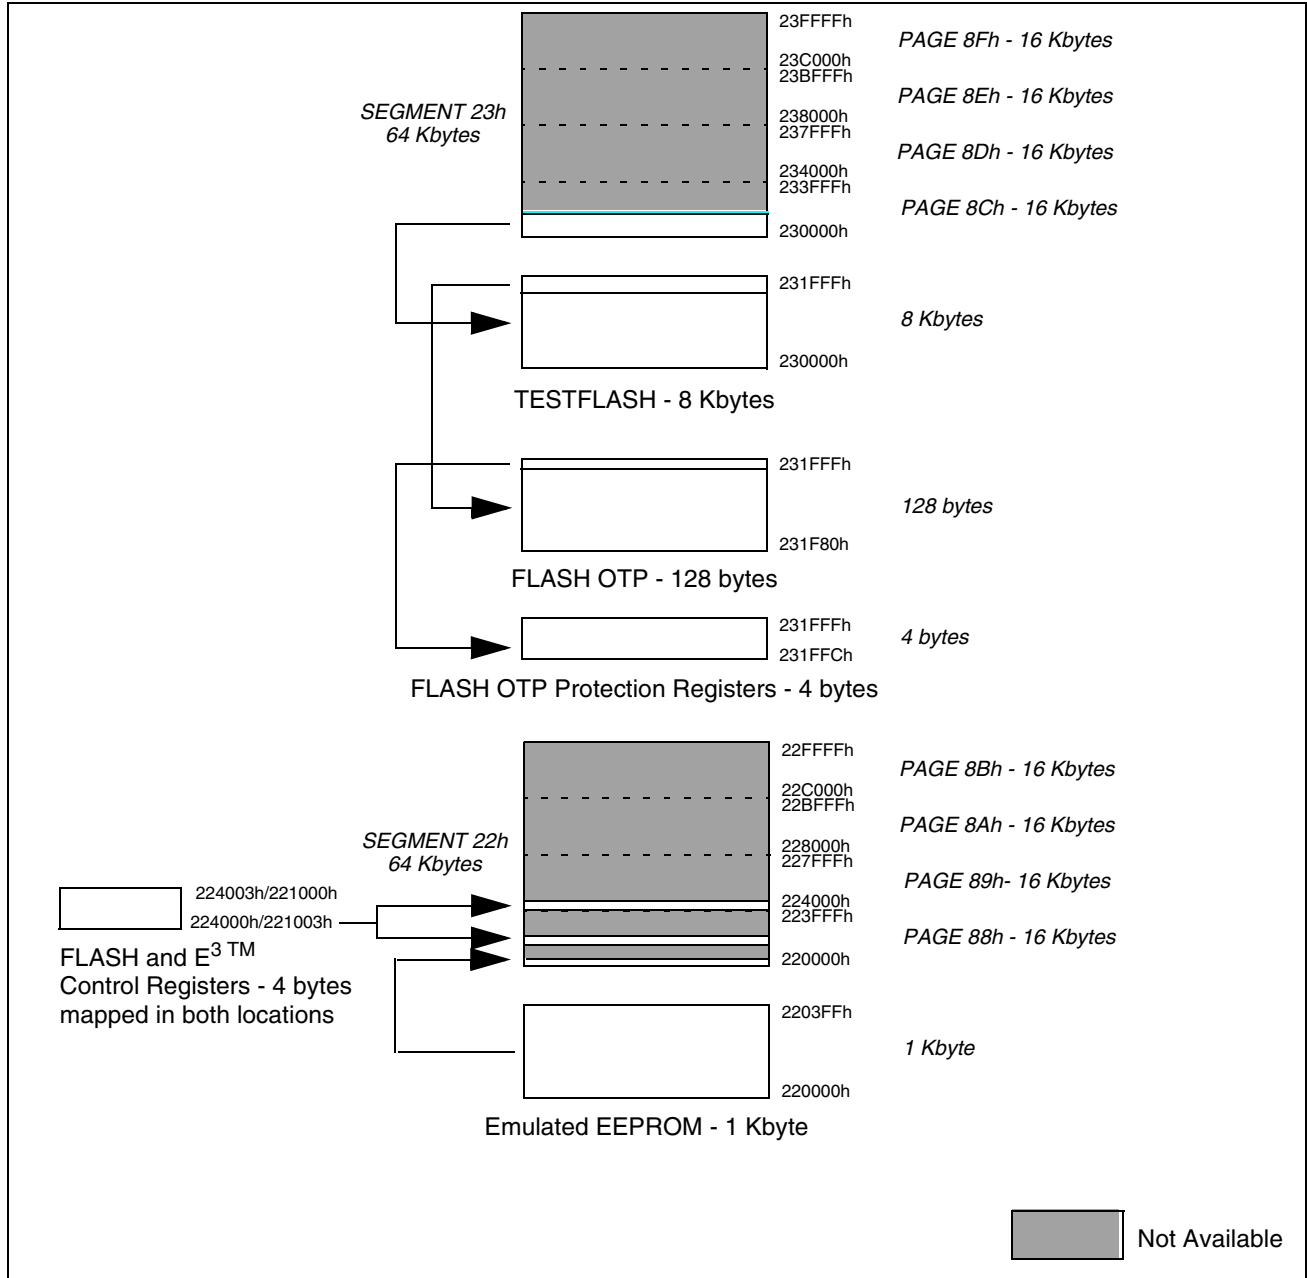 23FFFFh
PAGE 8Fh - 16 Kbytes
23C000h
23BFFFh
PAGE 8Eh - 16 Kbytes
SEGMENT 23h
64 Kbytes
238000h
237FFFh
PAGE 8Dh - 16 Kbytes
234000h
233FFFh
PAGE 8Ch - 16 Kbytes
230000h
231FFFh
8 Kbytes
230000h
TESTFLASH - 8 Kbytes
231FFFh
128 bytes
231F80h
FLASH OTP - 128 bytes
231FFFh
4 bytes
231FFCh
FLASH OTP Protection Registers - 4 bytes
22FFFFh
PAGE 8Bh - 16 Kbytes
22C000h
22BFFFh
PAGE 8Ah - 16 Kbytes
SEGMENT 22h
64 Kbytes
228000h
227FFFh
PAGE 89h- 16 Kbytes
224000h
223FFFh
PAGE 88h - 16 Kbytes
220000h
224003h/221000h
224000h/221003h
FLASH and E3 TM
Control Registers - 4 bytes
mapped in both locations
2203FFh
1 Kbyte
220000h
Emulated EEPROM - 1 Kbyte
Not Available